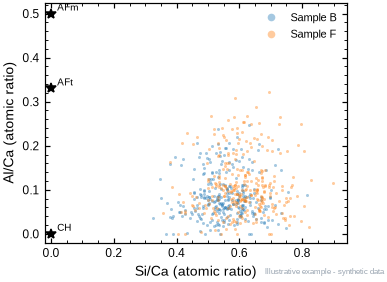 0.5
0.4
0.3
0.2
0.1
0.0
Al/Ca (atomic ratio)
AFm
AFt
CH
Sample B
Sample F
0.0 0.2 0.4 0.6 0.8
Si/Ca (atomic ratio)
Illustrative example - synthetic data